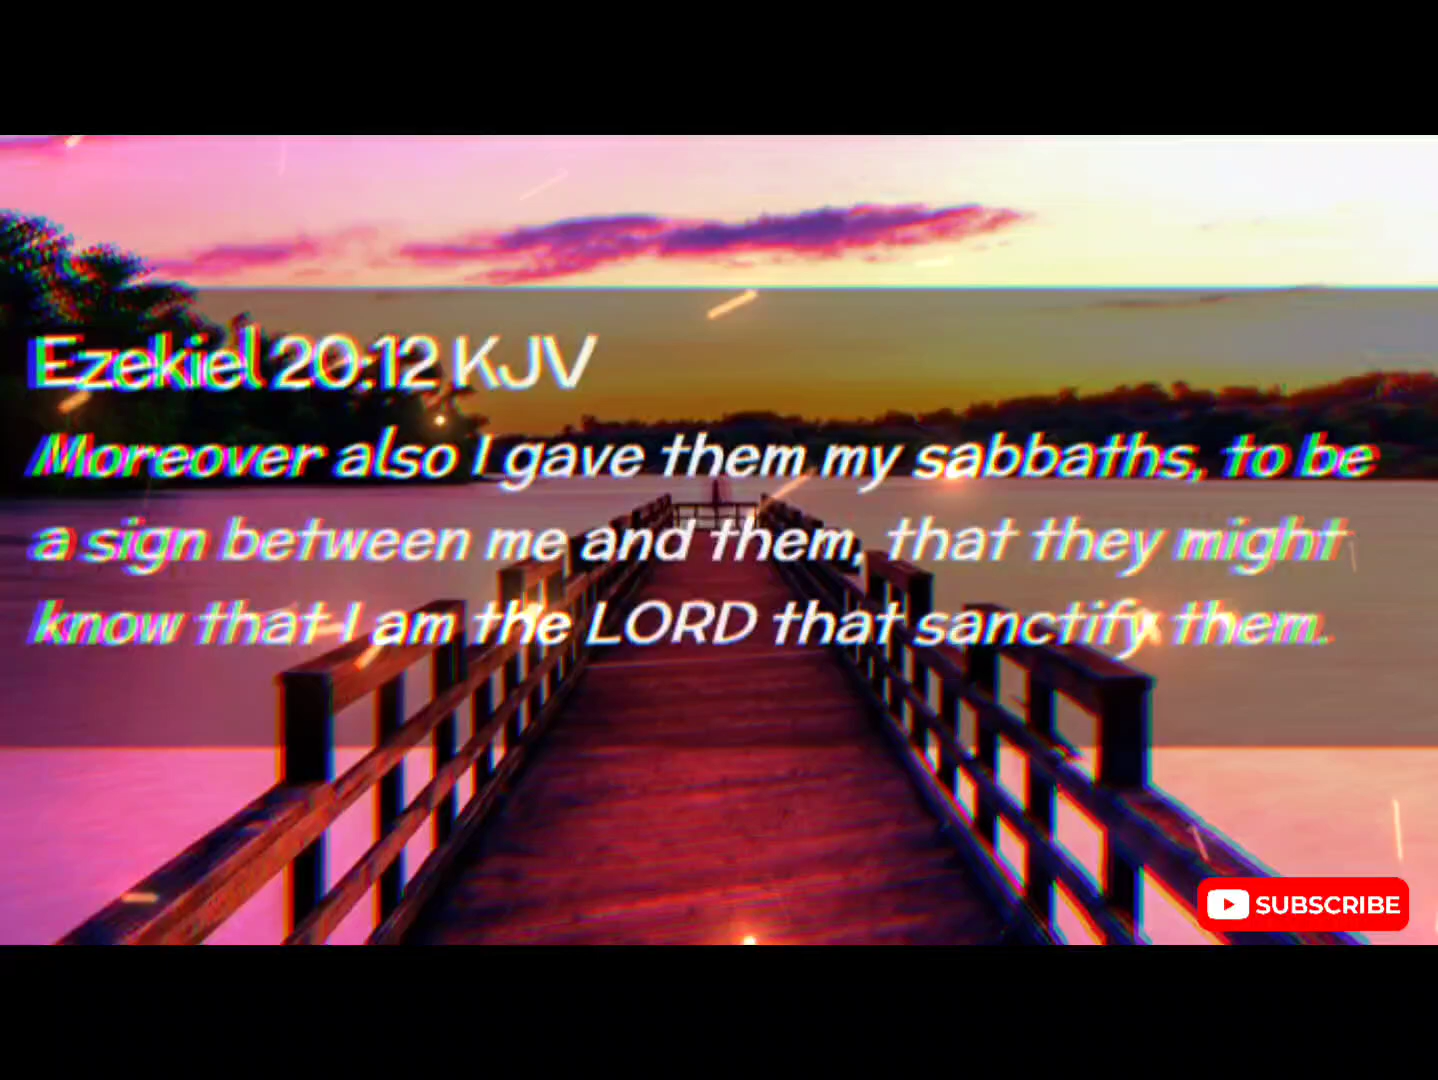 Ezekiel 20:12 KJV
Moreover also I gave them my sabbaths, to be
a sign between me and them, that they might
know that I am the LORD that sanctify them.
SUBSCRIBE